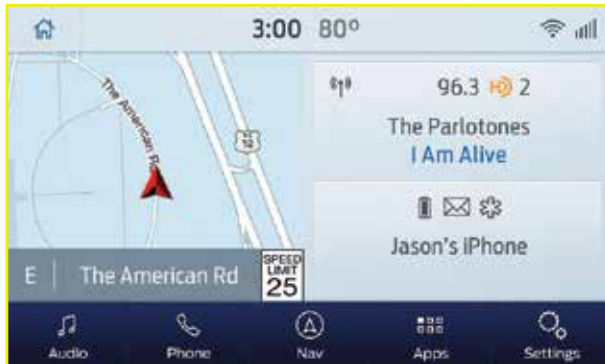 3:00 80°
The American Rd
12
96.3 HD 2
The Parlotones
I Am Alive
Jason's iPhone
E The American Rd
SPEED
LIMIT
25
Audio Phone Nav Apps Settings